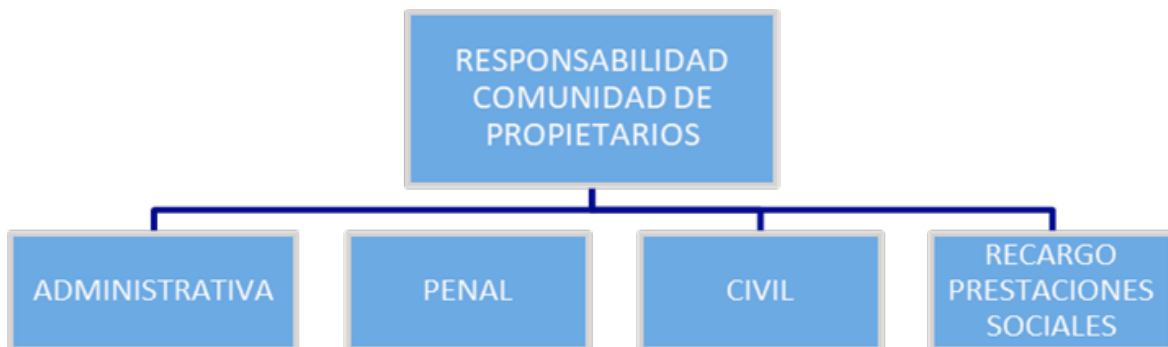 RESPONSABILIDAD
COMUNIDAD DE
PROPIETARIOS
ADMINISTRATIVA
PENAL
CIVIL
RECARGO
PRESTACIONES
SOCIALES